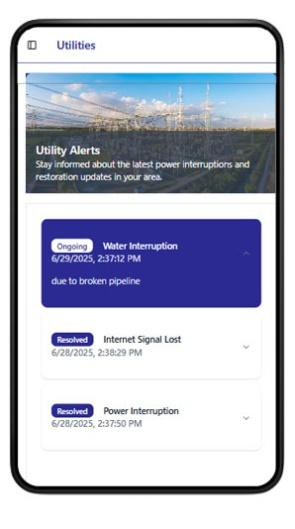 Utilities
Utility Alerts
Stay informed about the latest power interruptions and
restoration updates in your area.
Ongoing Water Interruption
6/29/2025, 2:37:12 PM
due to broken pipeline
Resolved Internet Signal Lost
6/28/2025, 2:38:29 PM
Resolved Power Interruption
6/28/2025, 2:37:50 PM